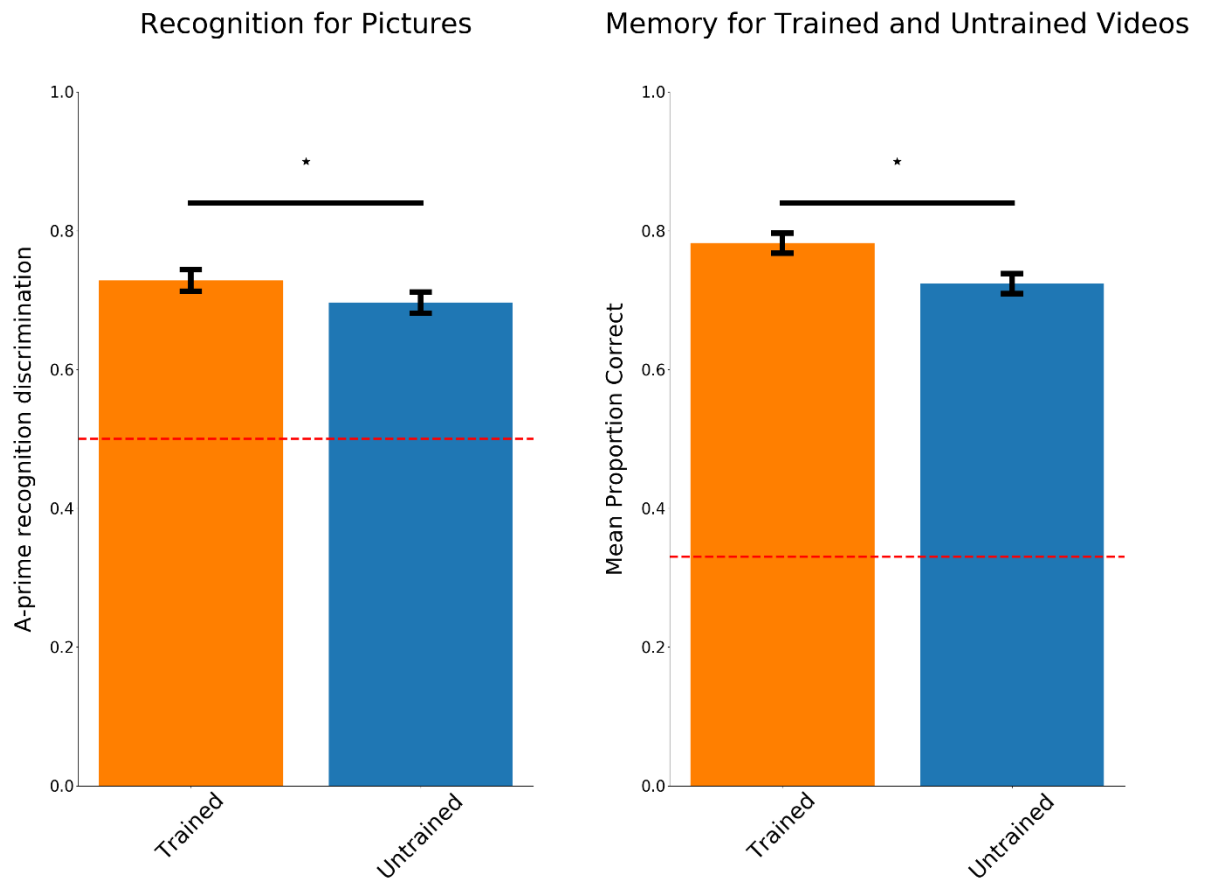 Recognition for Pictures
A-prime recognition discrimination
1.0
0.8
0.6
0.4
0.2
0.0
Trained
Untrained
Memory for Trained and Untrained Videos
Mean Proportion Correct
1.0
0.8
0.6
0.4
0.2
0.0
Trained
Untrained